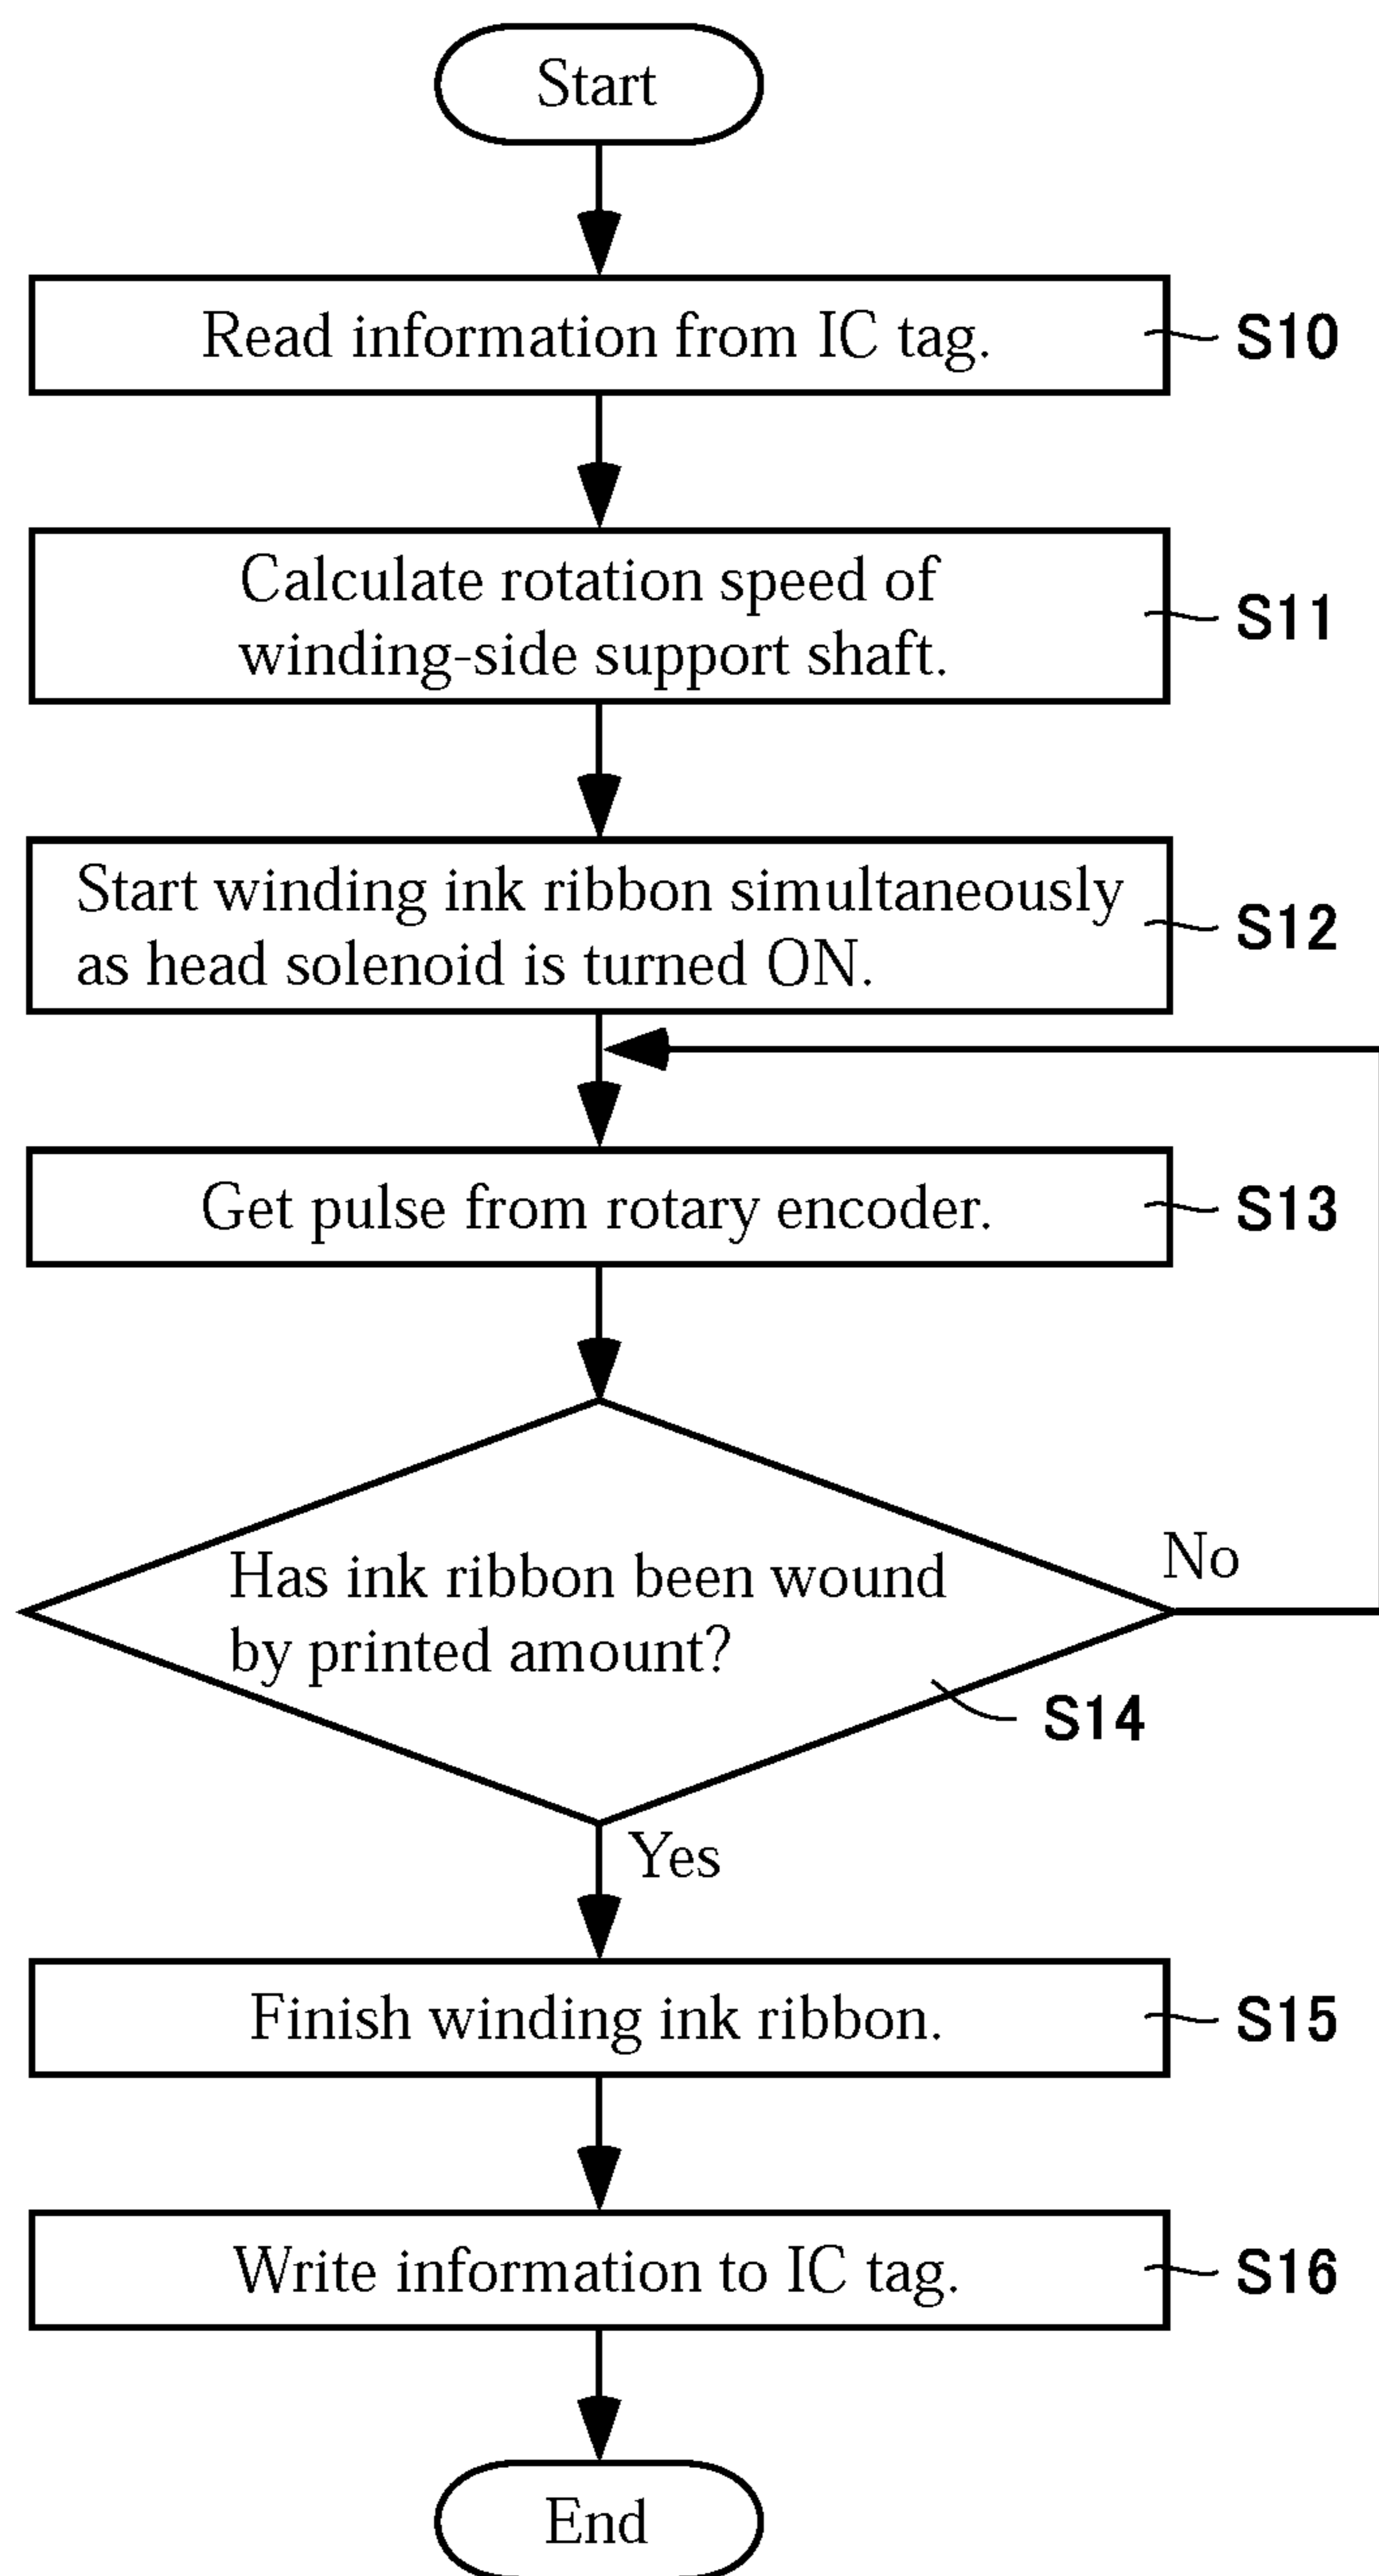 Start
Read information from IC tag.
S10
Calculate rotation speed of
winding-side support shaft.
S11
Start winding ink ribbon simultaneously
as head solenoid is turned ON.
S12
Get pulse from rotary encoder.
S13
Has ink ribbon been wound
by printed amount?
No
S14
Yes
Finish winding ink ribbon.
S15
Write information to IC tag.
S16
End